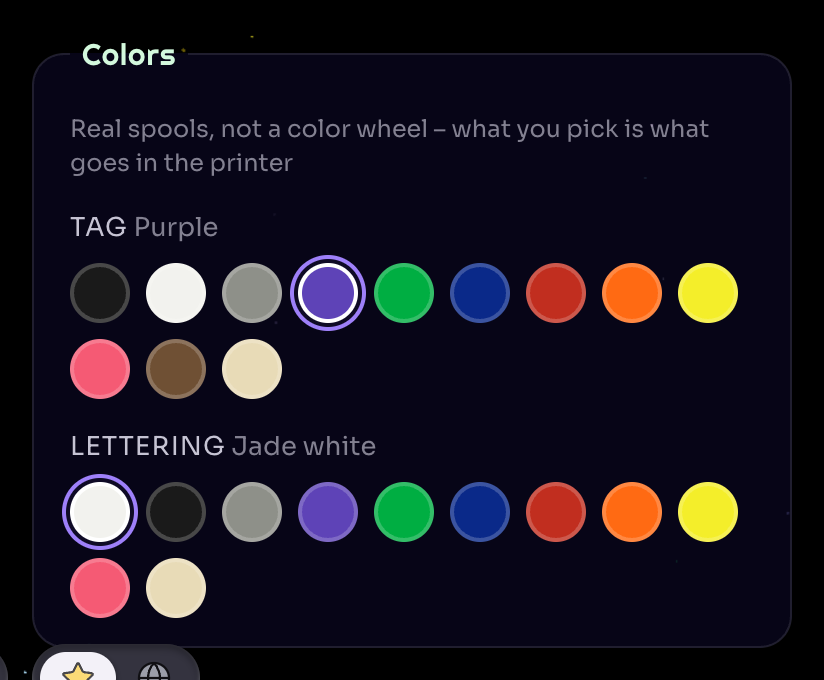 Colors
Real spools, not a color wheel – what you pick is what
goes in the printer
TAG Purple
LETTERING Jade white